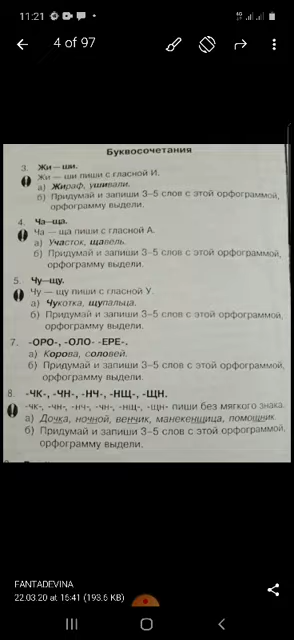 11:21
4 of 97
Буквосочетания
3. Жи—ши.
Жи — ши пиши с гласной И.
а) Жираф, ушивали.
б) Придумай и запиши 3–5 слов с этой орфограммой,
орфограмму выдели.
4. Ча—ща.
Ча — ща пиши с гласной А.
а) Участок, щавель.
б) Придумай и запиши 3–5 слов с этой орфограммой,
орфограмму выдели.
5. Чу—щу.
Чу — щу пиши с гласной У.
а) Чукотка, щупальца.
б) Придумай и запиши 3–5 слов с этой орфограммой,
орфограмму выдели.
7. -ОРО-, -ОЛО- -ЕРЕ-,
а) Корова, соловей.
б) Придумай и запиши 3–5 слов с этой орфограммой,
орфограмму выдели.
8. -ЧК-, -ЧН-, -НЧ-, -НЩ-, -ЩН.
-чк-, -чн-, -нч-, -чн-, -нщ-, -щн- пиши без мягкого знака.
а) Дочка, ночной, венчик, манекенщица, помощник.
б) Придумай и запиши 3–5 слов с этой орфограммой,
орфограмму выдели.
FANTADEVINA
22.03.20 at 16:41 (193.6 KB)